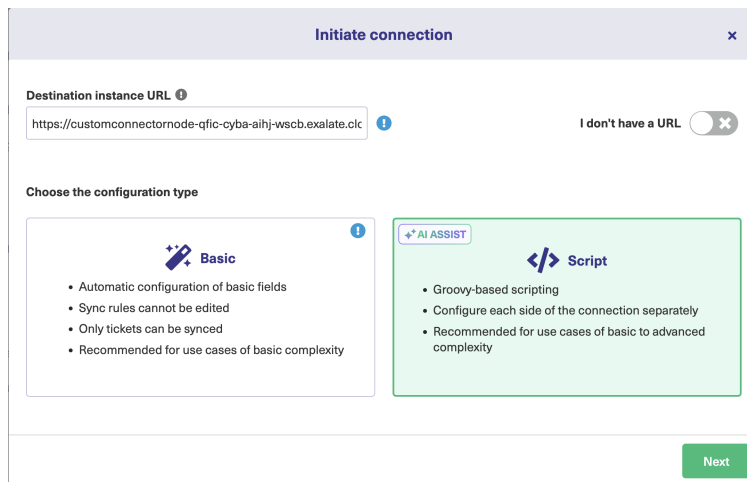 Initiate connection
Destination instance URL
https://customconnectornode-qfic-cyba-aihj-wscb.exalate.clc
I don't have a URL
Choose the configuration type
Basic
• Automatic configuration of basic fields
• Sync rules cannot be edited
• Only tickets can be synced
• Recommended for use cases of basic complexity
AI ASSIST
Script
• Groovy-based scripting
• Configure each side of the connection separately
• Recommended for use cases of basic to advanced
complexity
Next